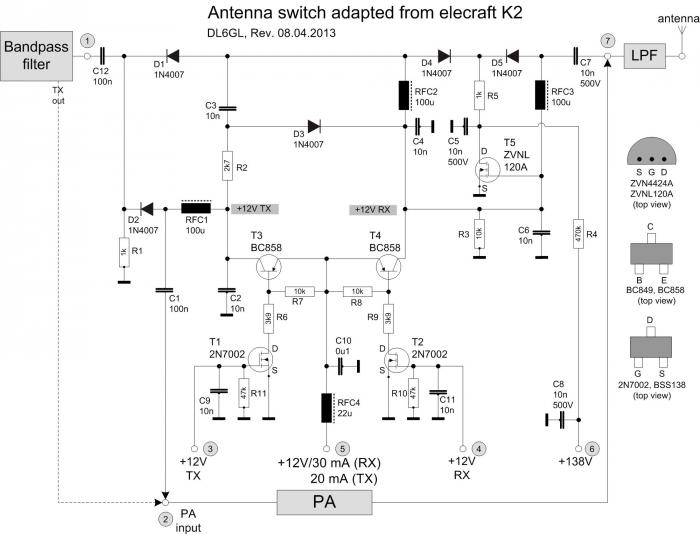 Antenna switch adapted from elecraft K2
DL6GL, Rev. 08.04.2013
antenna
Bandpass
filter
TX
out
1
C12
100n
D1
1N4007
D4
1N4007
D5
1N4007
C7
10n
500V
7
LPF
C3
10n
RFC2
100u
1k
R5
RFC3
100u
D3
1N4007
C4
10n
C5
10n
500V
T5
ZVNL
120A
D
S
2k7
R2
S G D
ZVN4424A
ZVNL120A
(top view)
D2
1N4007
RFC1
100u
+12V TX
+12V RX
1k
R1
T3
BC858
T4
BC858
R3
10k
C6
10n
470k
R4
C
B E
BC849, BC858
(top view)
C1
100n
C2
10n
10k
R7
10k
R8
3k9
R6
3k9
R9
T1
2N7002
D
S
C10
0u1
D
S
T2
2N7002
D
G S
2N7002, BSS138
(top view)
C9
10n
47k
R11
RFC4
22u
R10
47k
C11
10n
C8
10n
500V
3
+12V
TX
5
+12V/30 mA (RX)
20 mA (TX)
4
+12V
RX
6
+138V
2
PA
input
PA